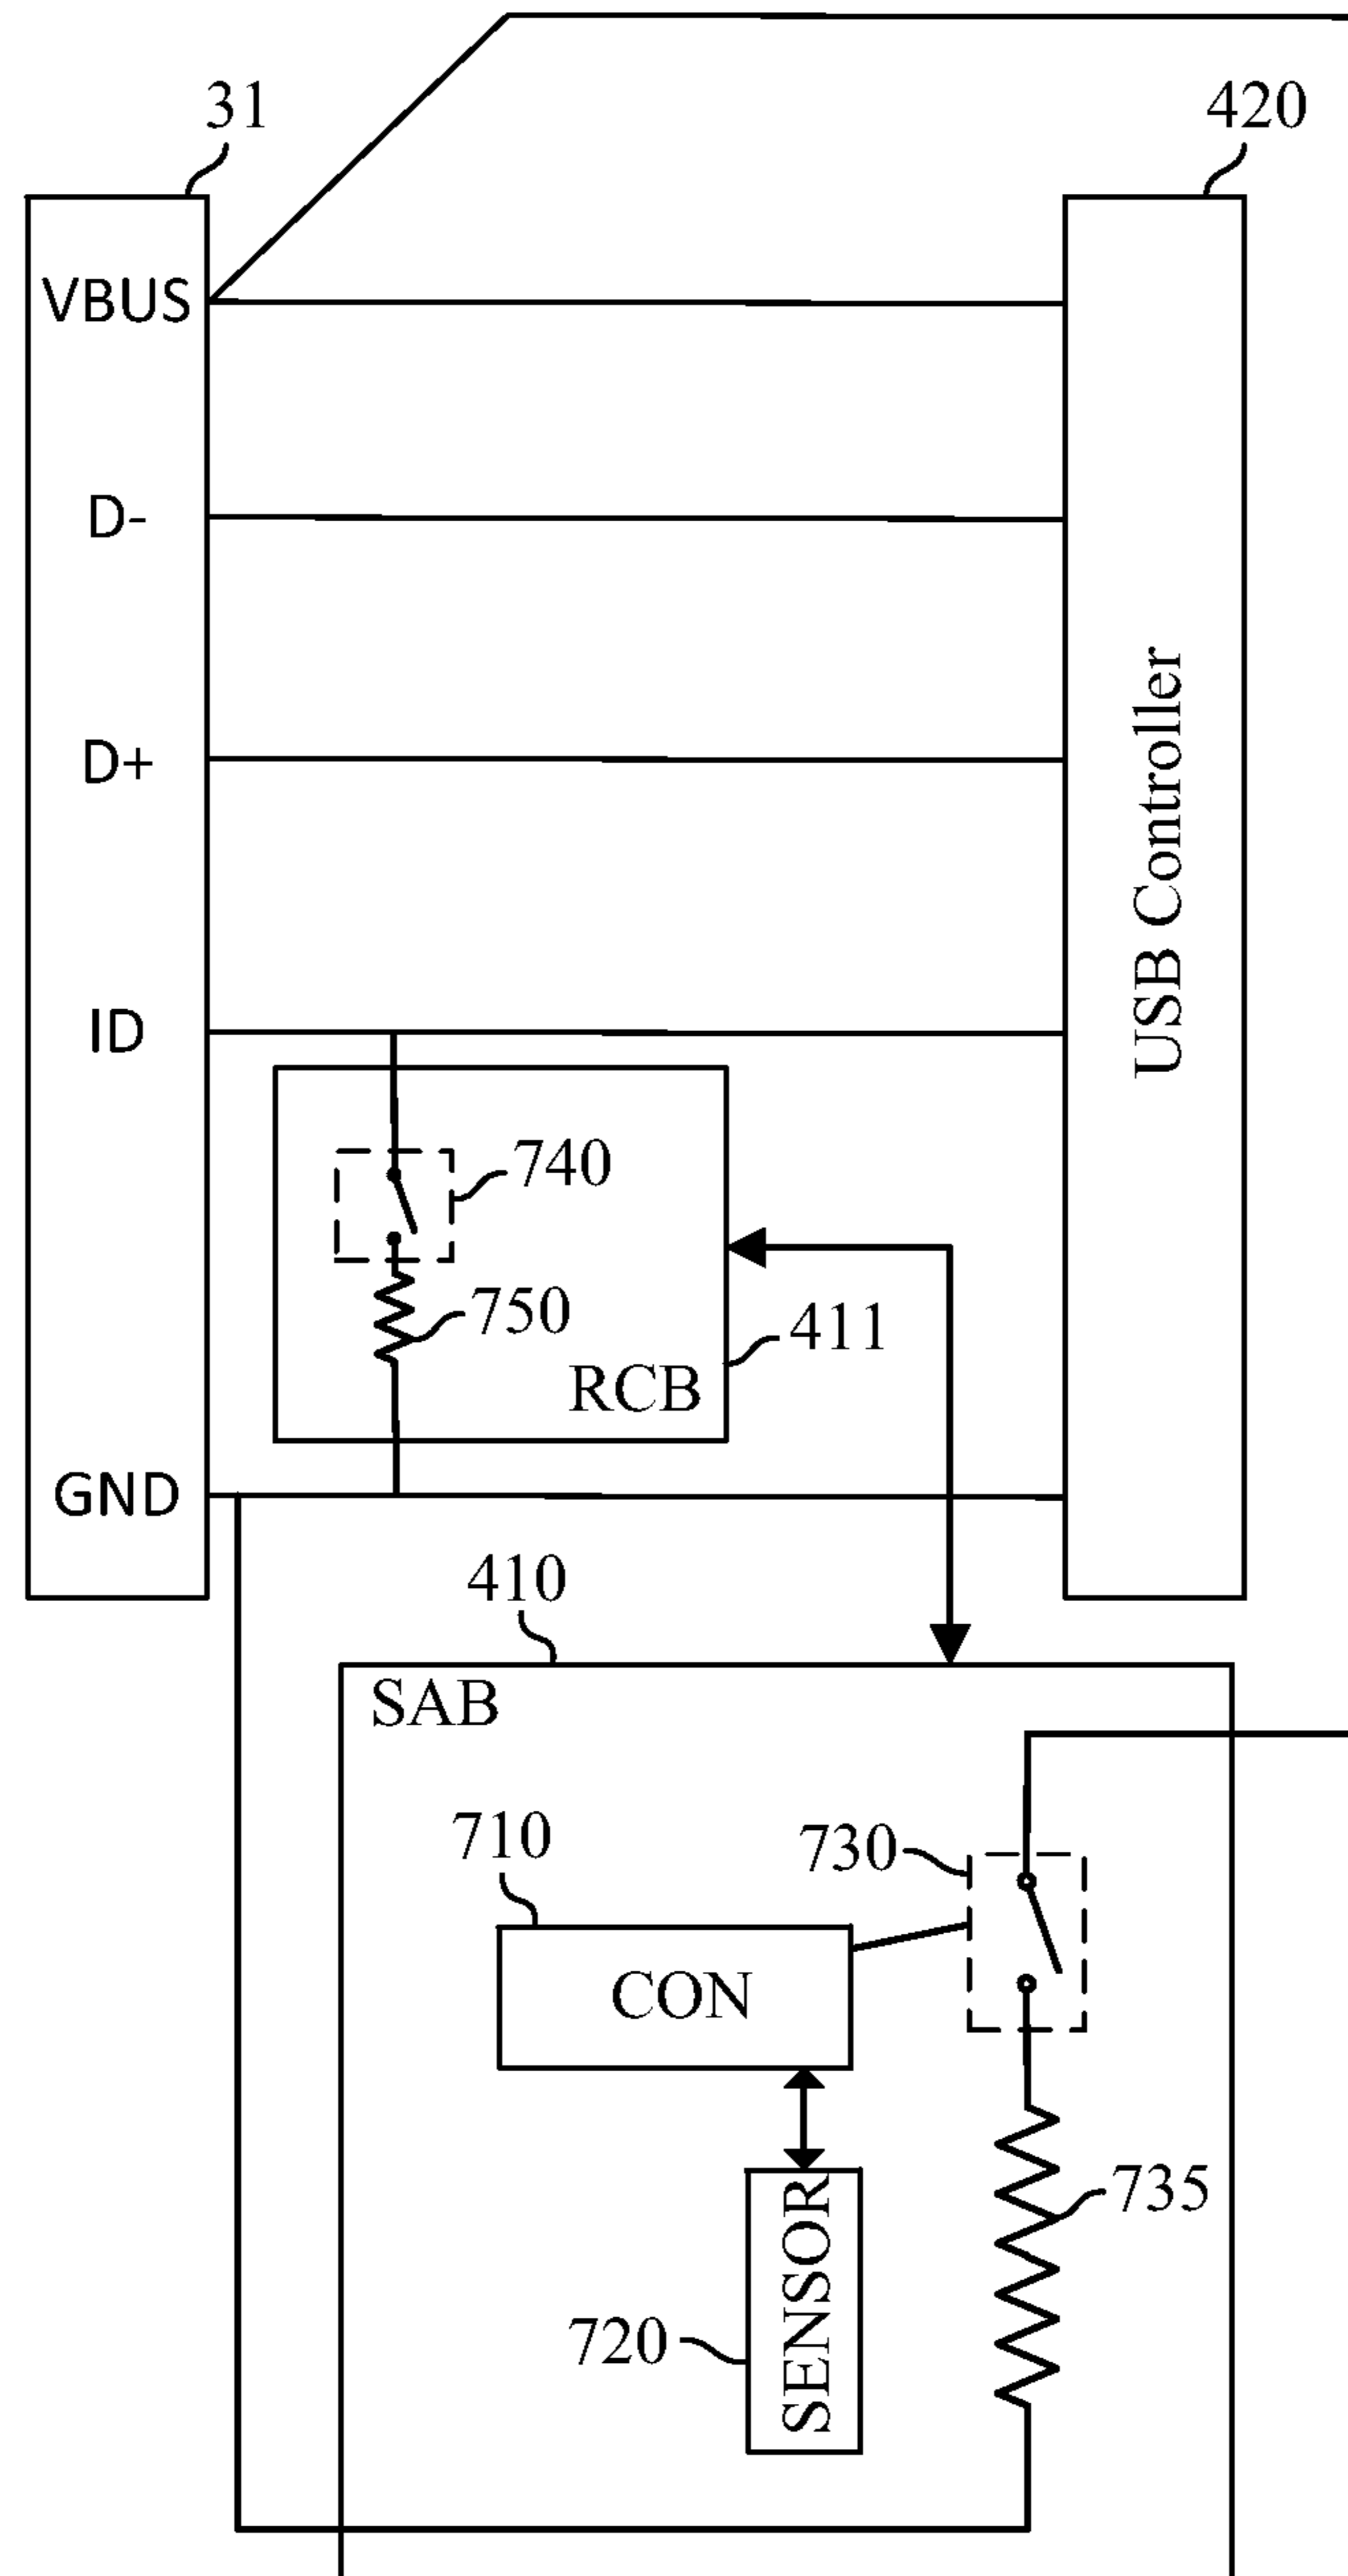 31
420
VBUS
D-
D+
USB Controller
ID
740
750
411
RCB
GND
410
SAB
710
730
CON
735
SENSOR
720